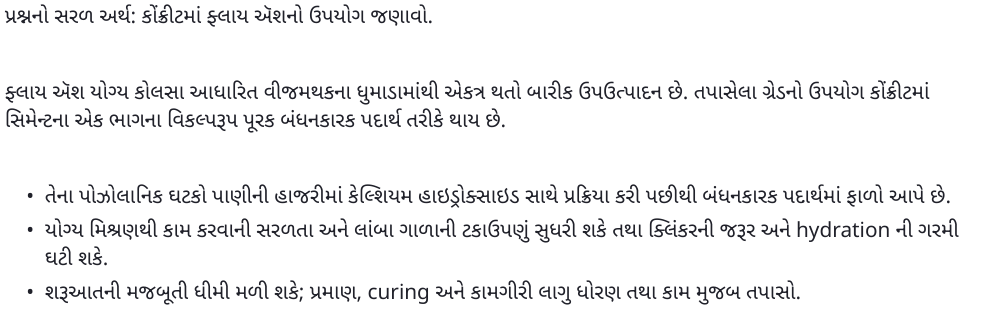 પ્રશ્નનો સરળ અર્થ: કોંક્રીટમાં ફ્લાય ઍશનો ઉપયોગ જણાવો.
ફ્લાય ઍશ યોગ્ય કોલસા આધારિત વીજમથકના ધુમાડામાંથી એકત્ર થતો બારીક ઉપઉત્પાદન છે. તપાસેલા ગ્રેડનો ઉપયોગ કોંક્રીટમાં
સિમેન્ટના એક ભાગના વિકલ્પરૂપ પૂરક બંધનકારક પદાર્થ તરીકે થાય છે.
• તેના પોઝોલાનિક ઘટકો પાણીની હાજરીમાં કેલ્શિયમ હાઇડ્રોક્સાઇડ સાથે પ્રક્રિયા કરી પછીથી બંધનકારક પદાર્થમાં ફાળો આપે છે.
• યોગ્ય મિશ્રણથી કામ કરવાની સરળતા અને લાંબા ગાળાની ટકાઉપણું સુધરી શકે તથા ક્લિંકરની જરૂર અને hydration ની ગરમી
ઘટી શકે.
• શરૂઆતની મજબૂતી ધીમી મળી શકે; પ્રમાણ, curing અને કામગીરી લાગુ ધોરણ તથા કામ મુજબ તપાસો.